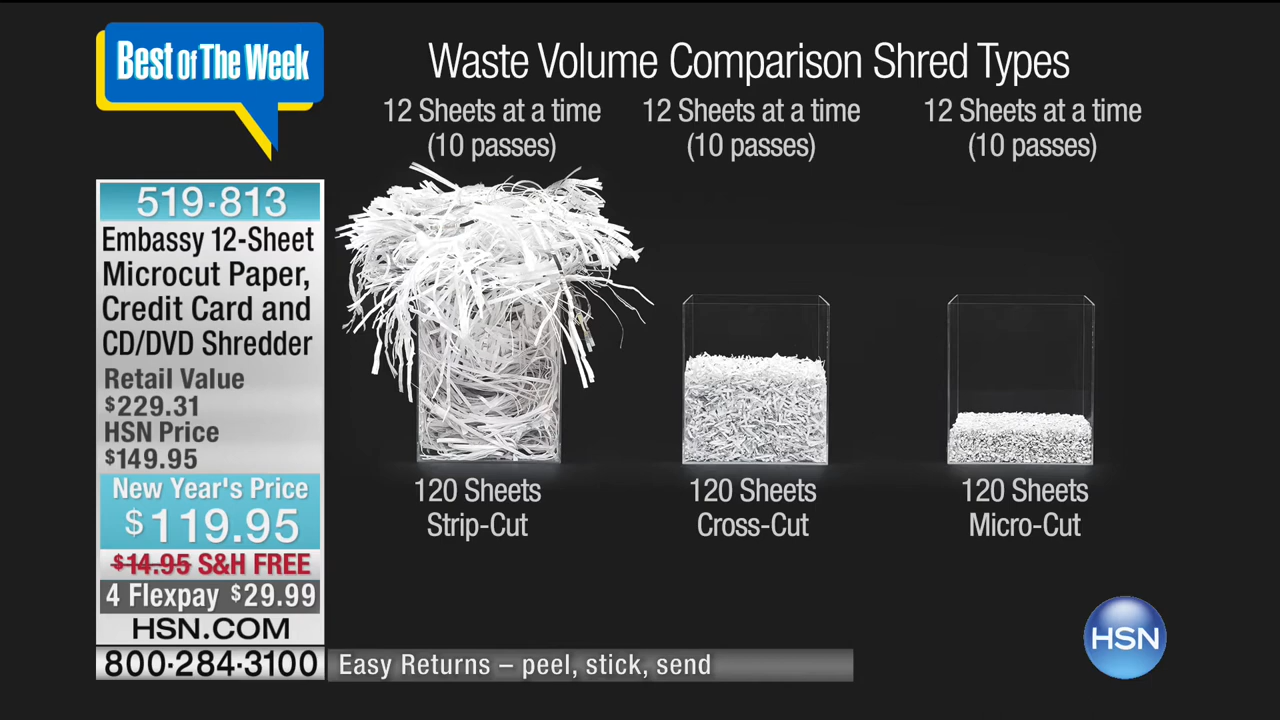 Best of The Week
519-813
Embassy 12-Sheet
Microcut Paper,
Credit Card and
CD/DVD Shredder
Retail Value
$229.31
HSN Price
$149.95
New Year's Price
$119.95
$14.95 S&H FREE
4 Flexpay $29.99
HSN.COM
800-284-3100
Waste Volume Comparison Shred Types
12 Sheets at a time
(10 passes)
12 Sheets at a time
(10 passes)
12 Sheets at a time
(10 passes)
120 Sheets
Strip-Cut
120 Sheets
Cross-Cut
120 Sheets
Micro-Cut
Easy Returns – peel, stick, send
HSN